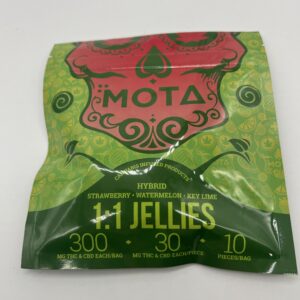 MOTA
CANNABIS INFUSED PRODUCTS
HYBRID
STRAWBERRY • WATERMELON • KEY LIME
1:1 JELLIES
300 • 30 • 10
MG THC & CBD EACH/BAG MG THC & CBD EACH/PIECE PIECES/BAG